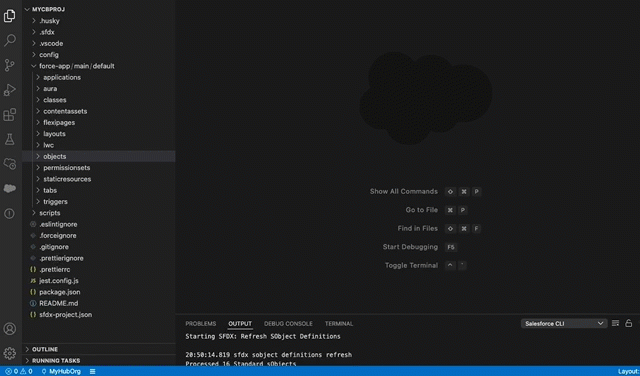 MYCBPROJ
.husky
.sfdx
.vscode
config
force-app/main/default
applications
aura
classes
contentassets
flexipages
layouts
lwc
objects
permissionsets
staticresources
tabs
triggers
scripts
.eslintignore
.forceignore
.gitignore
.prettierignore
{} .prettierrc
JS jest.config.js
{} package.json
README.md
{} sfdx-project.json
OUTLINE
RUNNING TASKS
Show All Commands ⇧ ⌘ P
Go to File ⌘ P
Find in Files ⇧ ⌘ F
Start Debugging F5
Toggle Terminal ^ `
PROBLEMS OUTPUT DEBUG CONSOLE TERMINAL Salesforce CLI
Starting SFDX: Refresh SObject Definitions
20:50:14.819 sfdx sobject definitions refresh
Processed 16 Standard sObjects
0 0 MyHubOrg Layout: